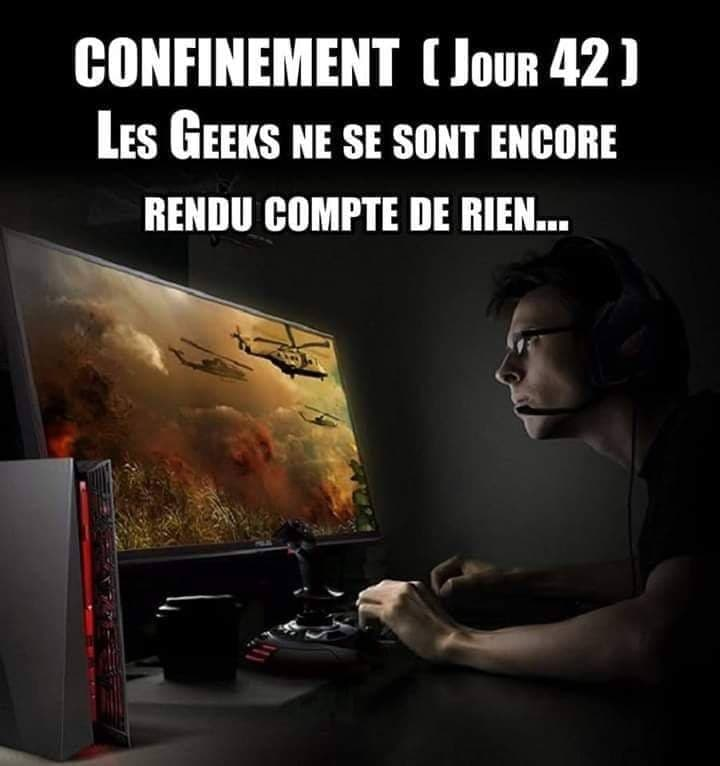 CONFINEMENT ( JOUR 42 )
LES GEEKS NE SE SONT ENCORE
RENDU COMPTE DE RIEN...